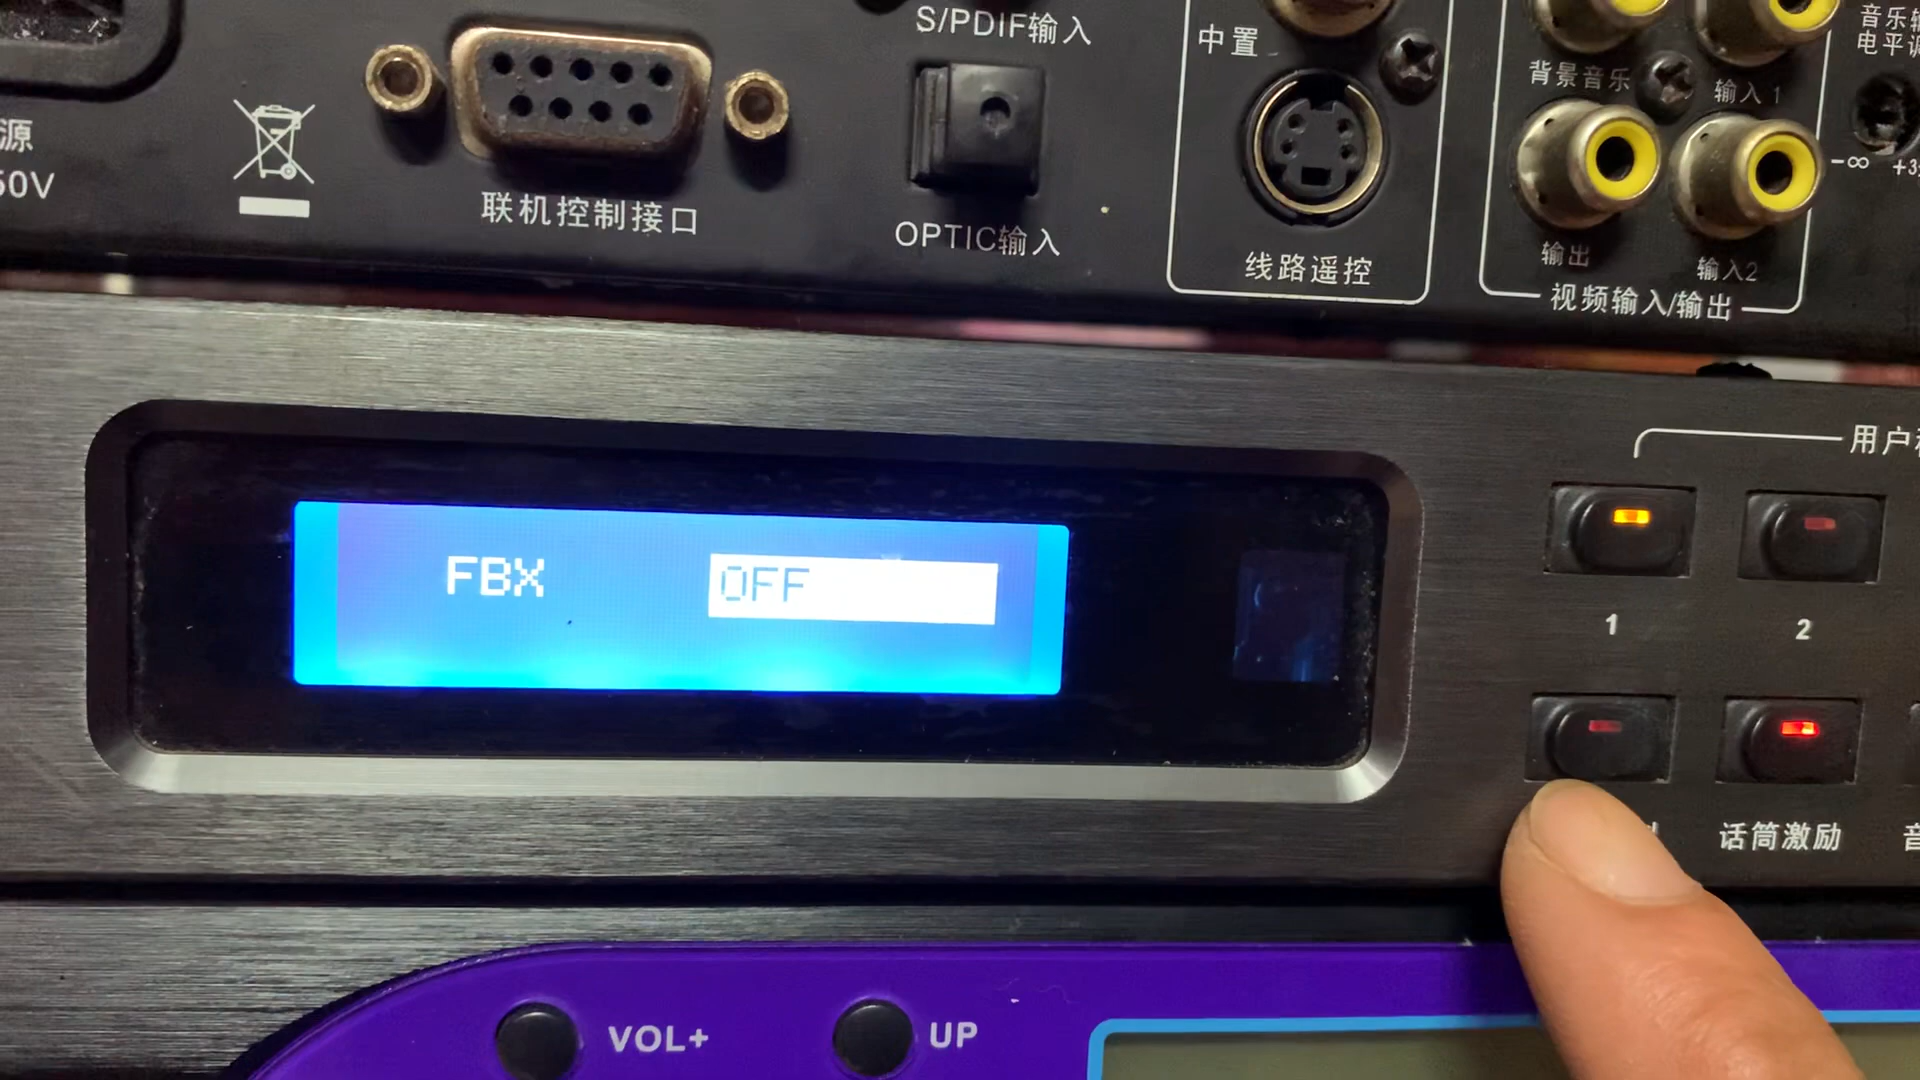 S/PDIF输入
中置
背景音乐
输入1
音乐
电平
源
50V
联机控制接口
OPTIC输入
线路遥控
输出
输入2
视频输入/输出
-∞
+3
用户
FBX
OFF
1
2
话筒激励
音
VOL+
UP